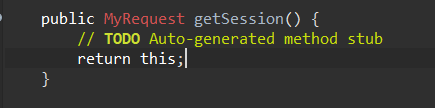 public MyRequest getSession() {
// TODO Auto-generated method stub
return this;
}